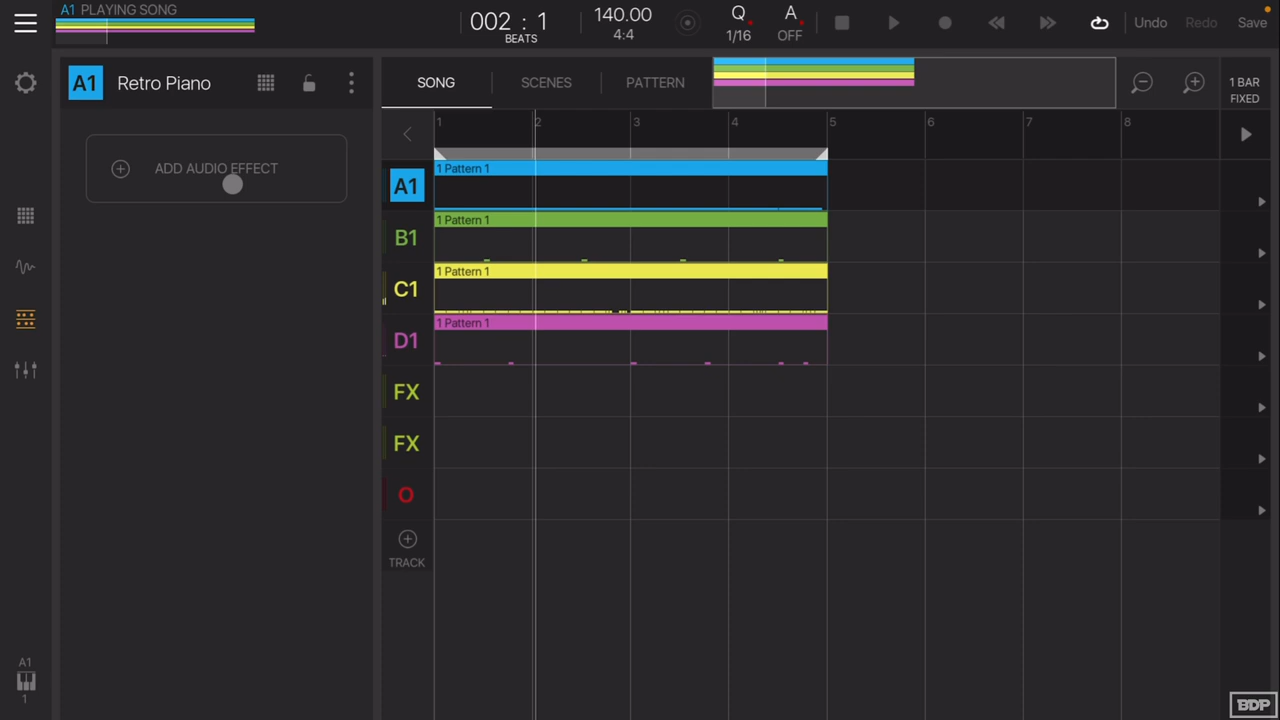 A1 PLAYING SONG
002 : 1
BEATS
140.00
4:4
Q
1/16
A
OFF
Undo
Redo
Save
A1 Retro Piano
ADD AUDIO EFFECT
SONG
SCENES
PATTERN
1 BAR
FIXED
1 2 3 4 5 6 7 8
A1
1 Pattern 1
B1
1 Pattern 1
C1
1 Pattern 1
D1
1 Pattern 1
FX
FX
O
TRACK
A1
1
BDP